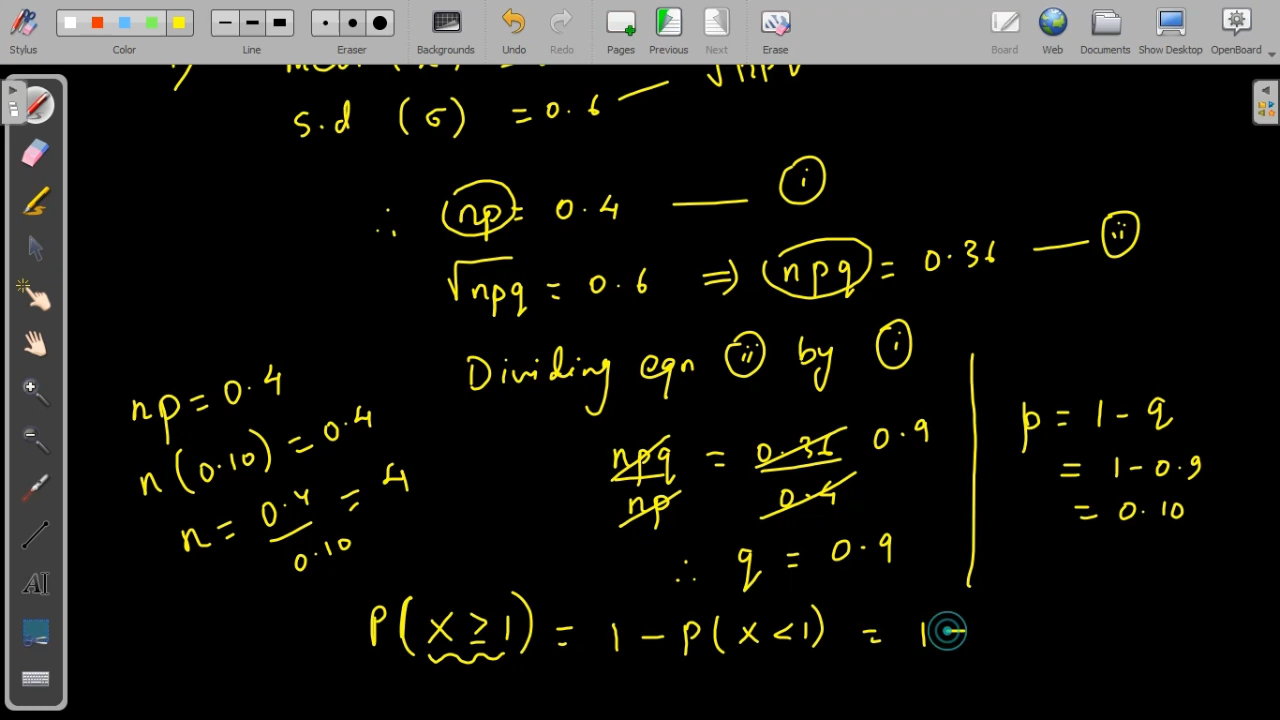 Stylus Color Line Eraser Backgrounds Undo Redo Pages Previous Next Erase Board Web Documents Show Desktop OpenBoard
s.d (σ) = 0.6
∴ np = 0.4 —— i
√npq = 0.6 ⇒ npq = 0.36 —— ii
Dividing eqn ii by i
npq/np = 0.36/0.4 0.9
∴ q = 0.9
np = 0.4
n(0.10) = 0.4
n = 0.4/0.10 = 4
p = 1 - q
= 1 - 0.9
= 0.10
P(X ≥ 1) = 1 - P(X < 1) = 1 -